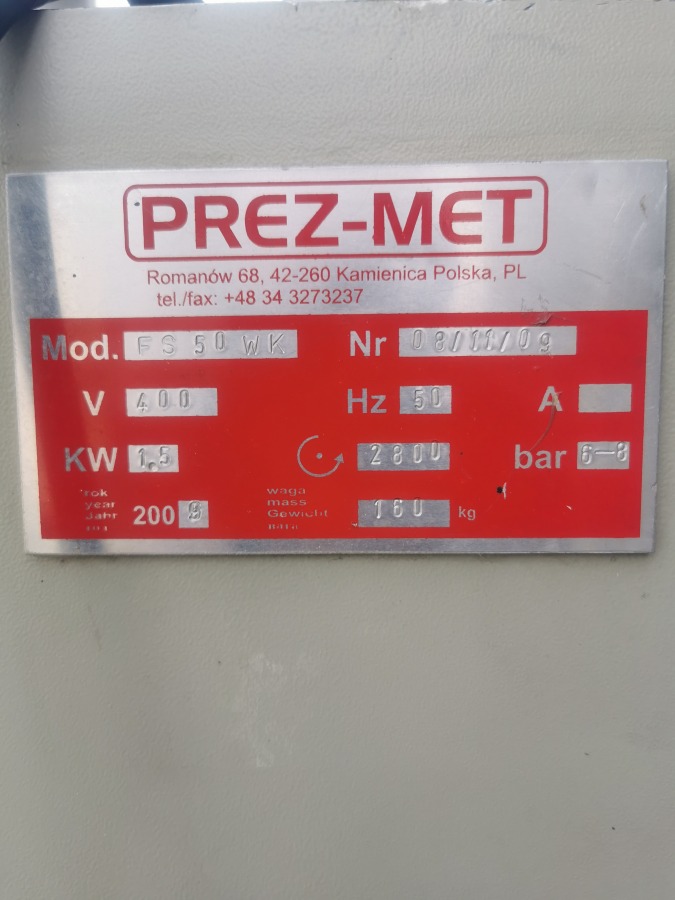 PREZ-MET
Romanów 68, 42-260 Kamienica Polska, PL
tel./fax: +48 34 3273237
Mod. FS 50 WK Nr 08/11/09
V 400 Hz 50 A
KW 1.5 2800 bar 6-8
rok
year
Jahr
2009
waga
mass
Gewicht
160 kg